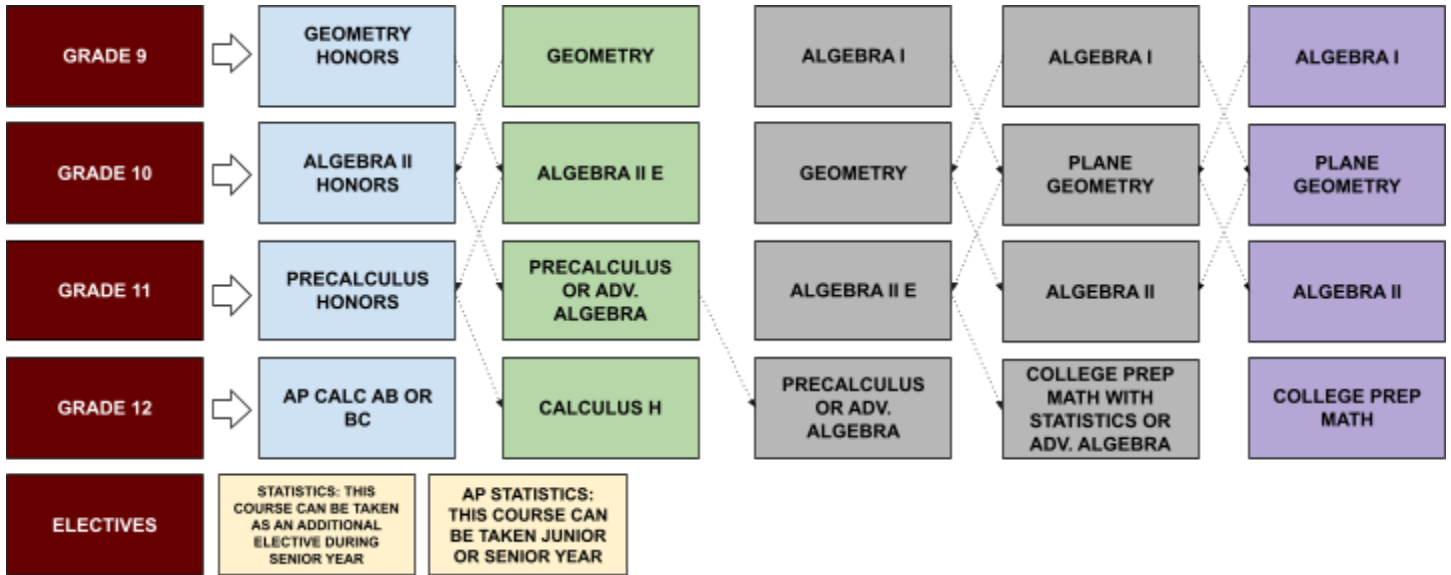 GRADE 9
GEOMETRY
HONORS
GEOMETRY
ALGEBRA I
ALGEBRA I
ALGEBRA I
GRADE 10
ALGEBRA II
HONORS
ALGEBRA II E
GEOMETRY
PLANE
GEOMETRY
PLANE
GEOMETRY
GRADE 11
PRECALCULUS
HONORS
PRECALCULUS
OR ADV.
ALGEBRA
ALGEBRA II E
ALGEBRA II
ALGEBRA II
GRADE 12
AP CALC AB OR
BC
CALCULUS H
PRECALCULUS
OR ADV.
ALGEBRA
COLLEGE PREP
MATH WITH
STATISTICS OR
ADV. ALGEBRA
COLLEGE PREP
MATH
ELECTIVES
STATISTICS: THIS
COURSE CAN BE TAKEN
AS AN ADDITIONAL
ELECTIVE DURING
SENIOR YEAR
AP STATISTICS:
THIS COURSE CAN
BE TAKEN JUNIOR
OR SENIOR YEAR